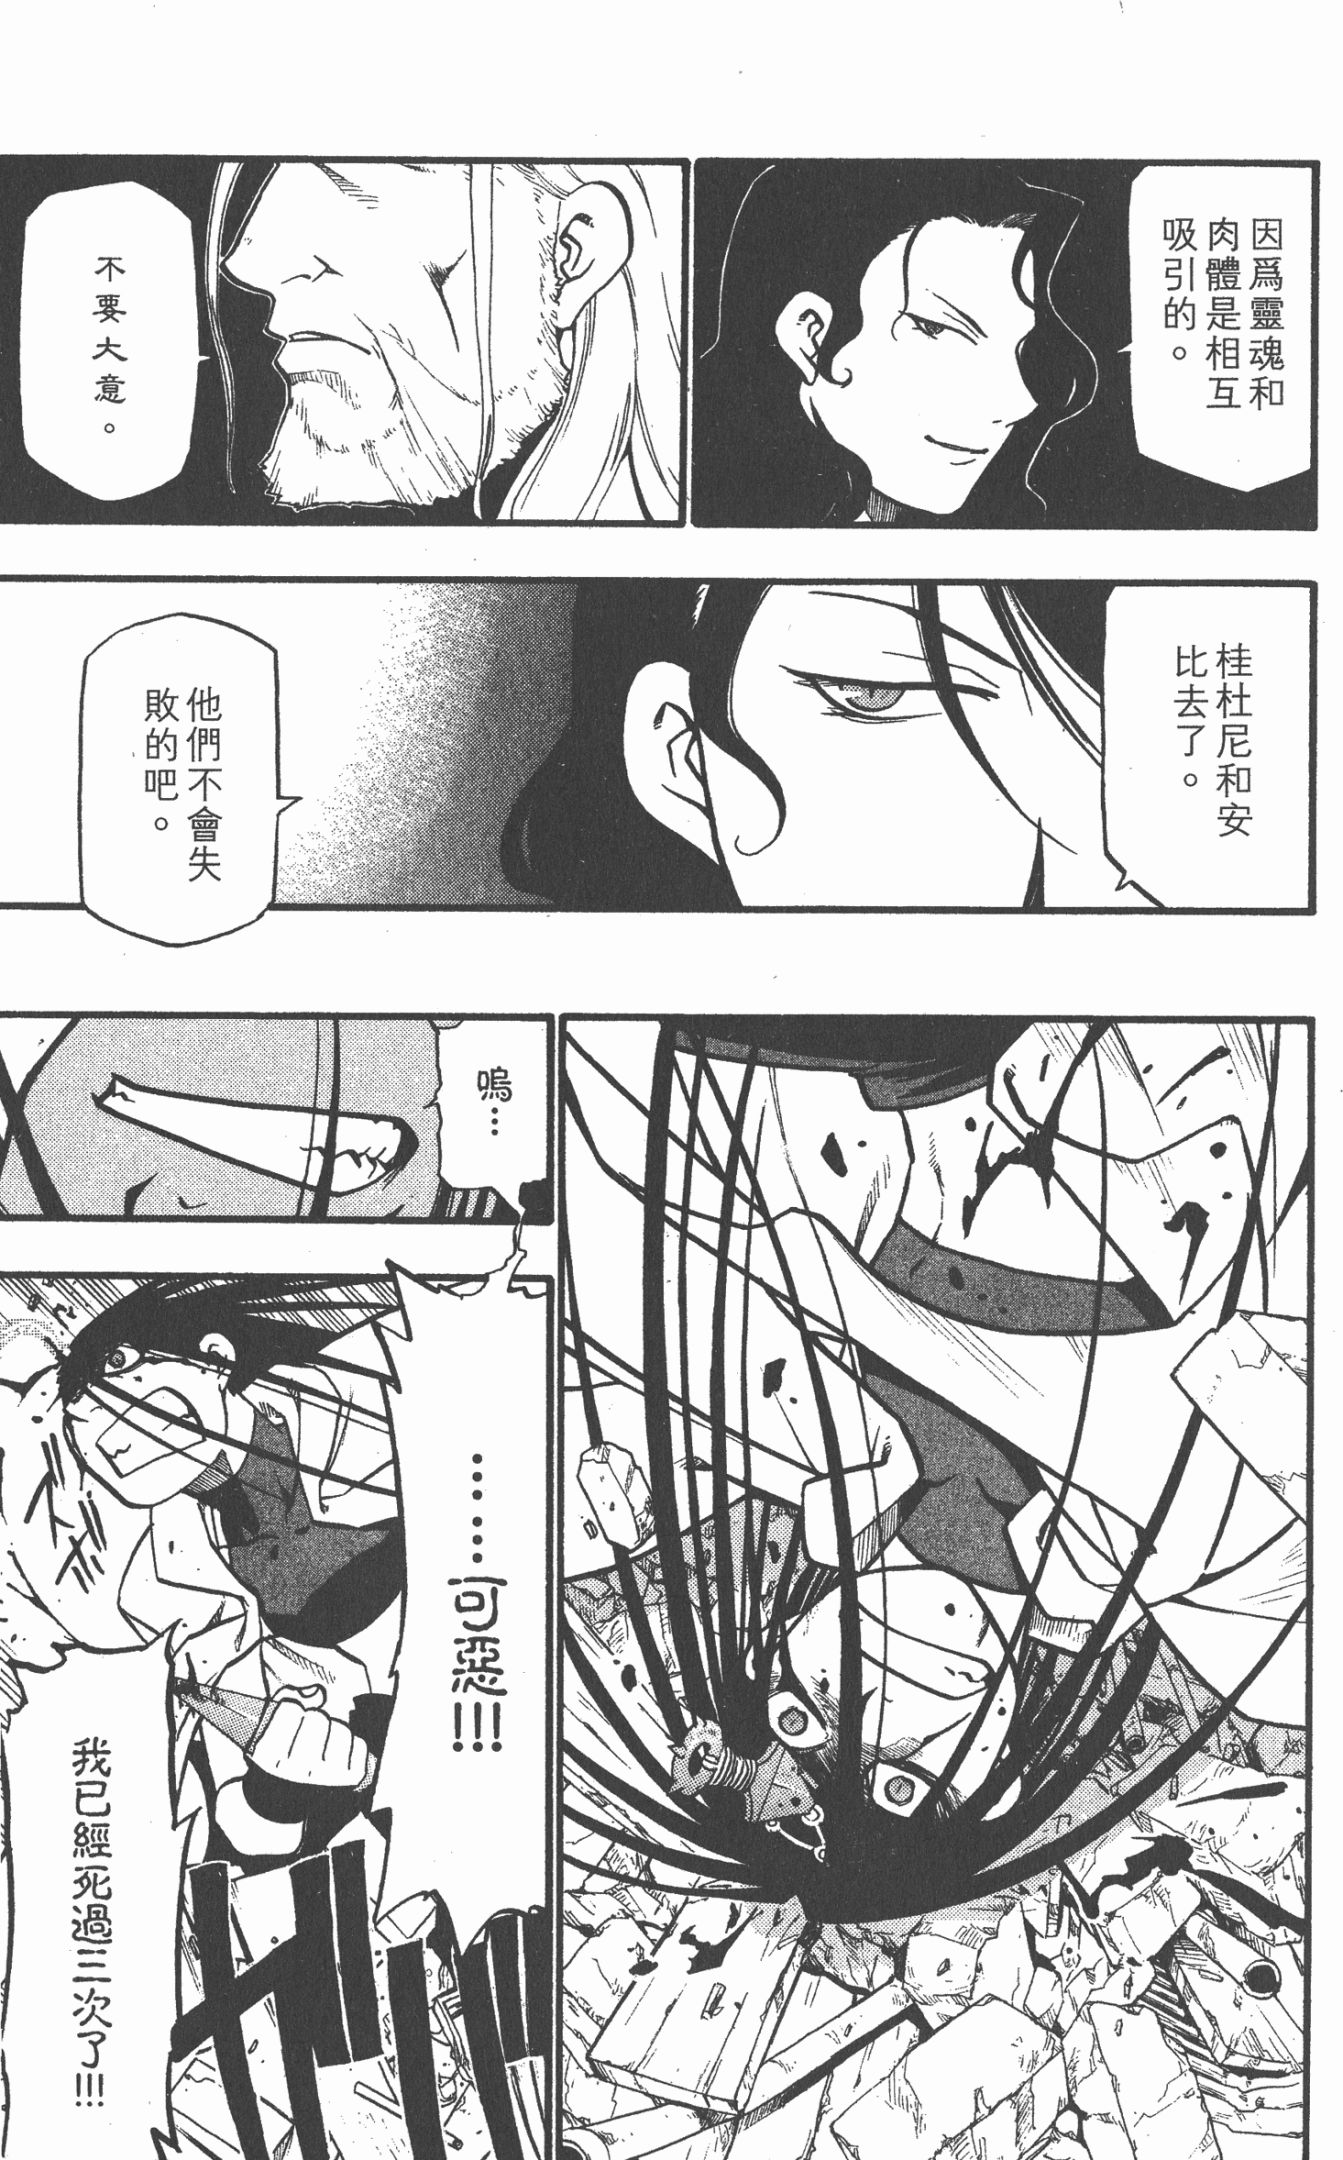 因爲靈魂和
肉體是相互
吸引的。
不要大意。
桂杜尼和安
比去了。
他們不會失
敗的吧。
嗚…
……可惡!!!
我已經死過三次了!!!